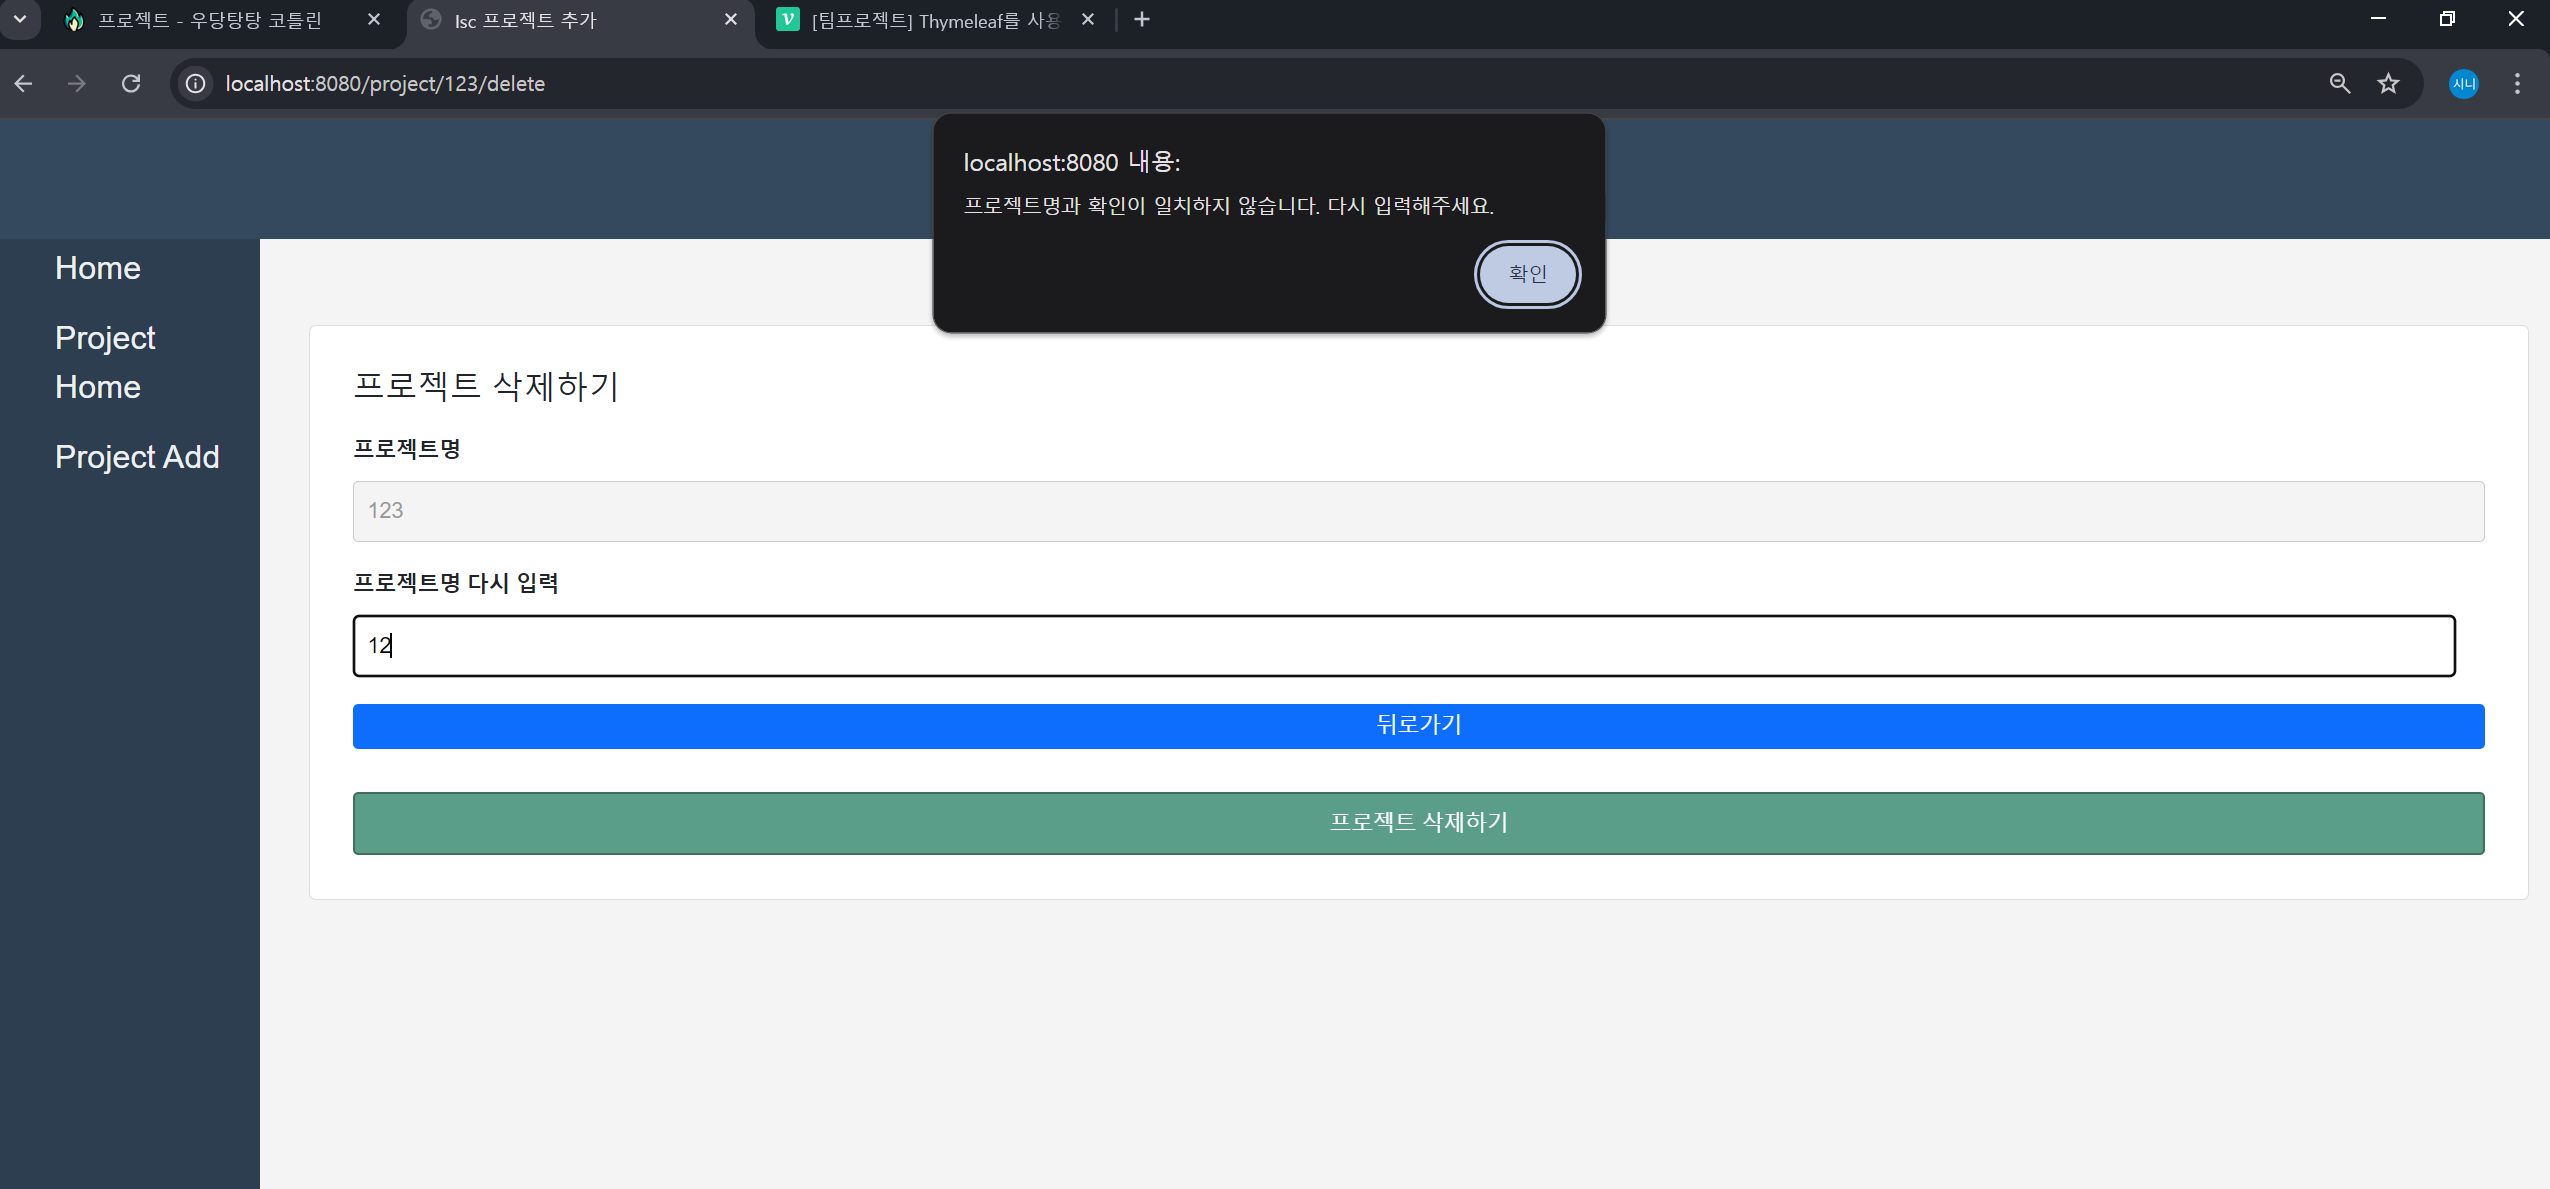 프로젝트 - 우당탕탕 코틀린
Isc 프로젝트 추가
[팀프로젝트] Thymeleaf를 사용
localhost:8080/project/123/delete
시니
localhost:8080 내용:
프로젝트명과 확인이 일치하지 않습니다. 다시 입력해주세요.
확인
Home
Project
Home
Project Add
프로젝트 삭제하기
프로젝트명
123
프로젝트명 다시 입력
12
뒤로가기
프로젝트 삭제하기